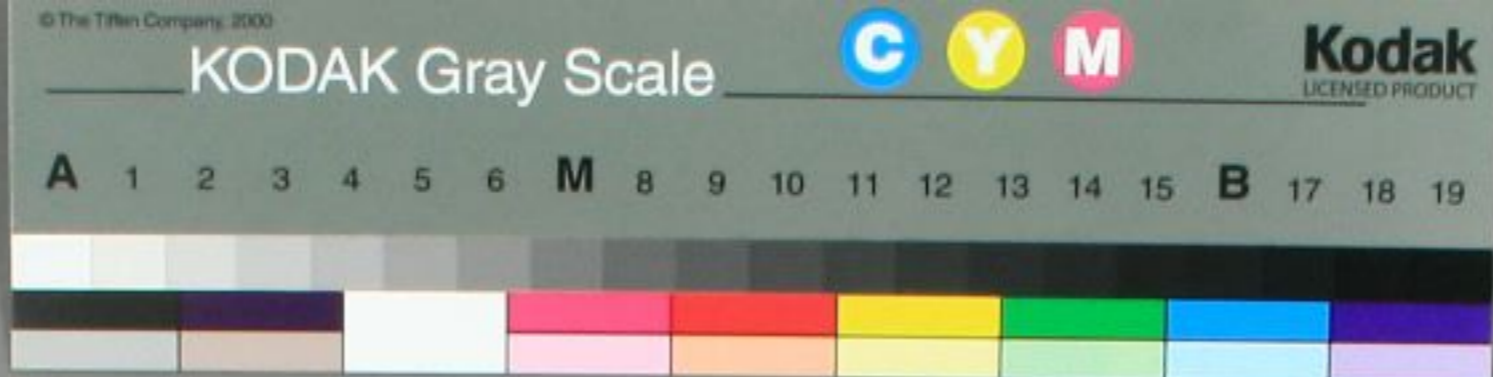 © The Tiffen Company, 2000
KODAK Gray Scale
C Y M
Kodak
LICENSED PRODUCT
A 1 2 3 4 5 6 M 8 9 10 11 12 13 14 15 B 17 18 19